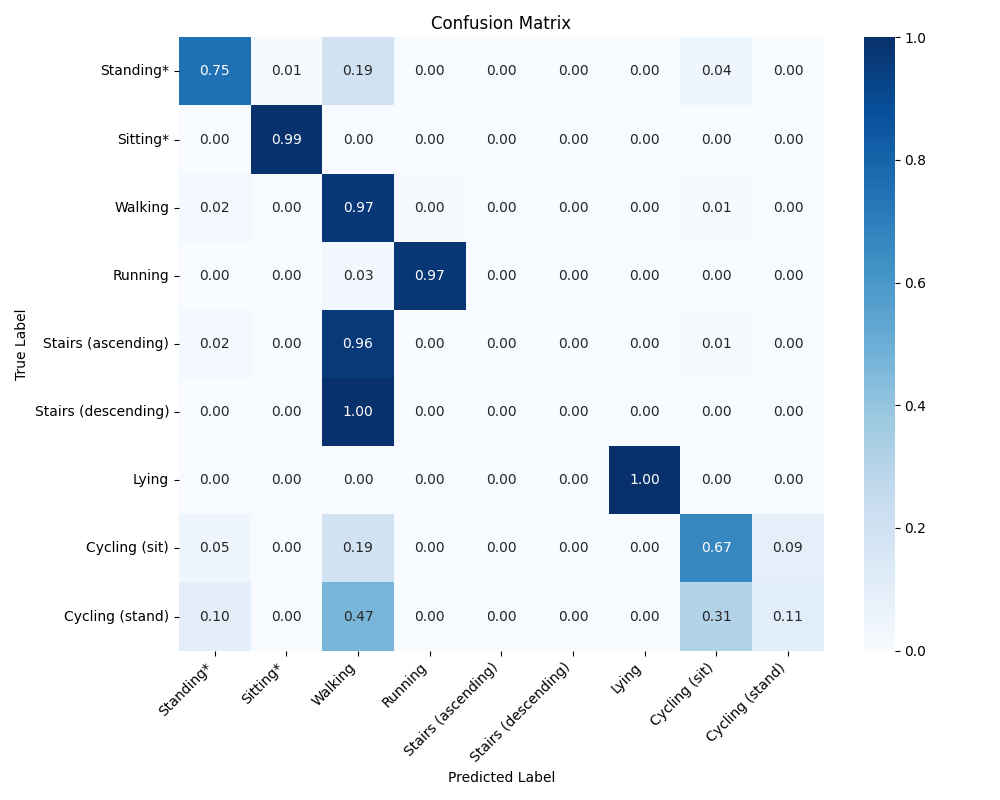 Confusion Matrix
Standing* 0.75 0.01 0.19 0.00 0.00 0.00 0.00 0.04 0.00
Sitting* 0.00 0.99 0.00 0.00 0.00 0.00 0.00 0.00 0.00
Walking 0.02 0.00 0.97 0.00 0.00 0.00 0.00 0.01 0.00
Running 0.00 0.00 0.03 0.97 0.00 0.00 0.00 0.00 0.00
Stairs (ascending) 0.02 0.00 0.96 0.00 0.00 0.00 0.00 0.01 0.00
Stairs (descending) 0.00 0.00 1.00 0.00 0.00 0.00 0.00 0.00 0.00
Lying 0.00 0.00 0.00 0.00 0.00 0.00 1.00 0.00 0.00
Cycling (sit) 0.05 0.00 0.19 0.00 0.00 0.00 0.00 0.67 0.09
Cycling (stand) 0.10 0.00 0.47 0.00 0.00 0.00 0.00 0.31 0.11
True Label
Standing*
Sitting*
Walking
Running
Stairs (ascending)
Stairs (descending)
Lying
Cycling (sit)
Cycling (stand)
Predicted Label
1.0
0.8
0.6
0.4
0.2
0.0